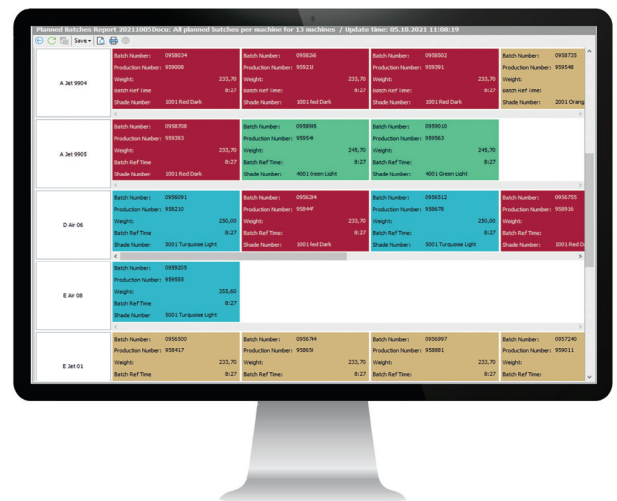 Planned Batches Report 20211005Docu: All planned batches per machine for 13 machines / Update time: 05.10.2021 11:08:19
Save
A Jet 9904
Batch Number: 0958034 Batch Number: Batch Number: 0958502 Batch Number: 0958725
Production Number: 959008 Production Number: Production Number: 959391 Production Number: 959548
Weight: 233,70 Weight: 233,70 Weight: 233,70 Weight:
Batch Ref Time 8:27 Batch Ref Time: 8:27 Batch Ref Time: 8:27 Batch Ref Time:
Shade Number: 1001 Red Dark Shade Number: 1001 Red Dark Shade Number: 1001 Red Dark Shade Number: 2001 Orang
A Jet 9905
Batch Number: 0958708 Batch Number: Batch Number: 0959010
Production Number: 959393 Production Number: Production Number: 959563
Weight: 233,70 Weight: 245,70 Weight: 245,70
Batch Ref Time 8:27 Batch Ref Time: 8:27 Batch Ref Time: 8:27
Shade Number: 1001 Red Dark Shade Number: 4001 Green Light Shade Number: 4001 Green Light
D Air 06
Batch Number: 0956091 Batch Number: Batch Number: 0956512 Batch Number: 0956755
Production Number: 958210 Production Number: Production Number: 958678 Production Number: 958916
Weight: 250,00 Weight: 233,70 Weight: 250,00 Weight:
Batch Ref Time 8:27 Batch Ref Time: 8:27 Batch Ref Time: 8:27 Batch Ref Time:
Shade Number: 5001 Turquoise Light Shade Number: 1001 Red Dark Shade Number: 5001 Turquoise Light Shade Number: 1001 Red D
E Air 08
Batch Number: 0959205
Production Number: 959555
Weight: 355,60
Batch Ref Time 8:27
Shade Number: 5001 Turquoise Light
E Jet 01
Batch Number: 0956500 Batch Number: Batch Number: 0956997 Batch Number: 0957240
Production Number: 958417 Production Number: Production Number: 958881 Production Number: 959011
Weight: 233,70 Weight: 233,70 Weight: 233,70 Weight:
Batch Ref Time 8:27 Batch Ref Time: 8:27 Batch Ref Time: 8:27 Batch Ref Time: